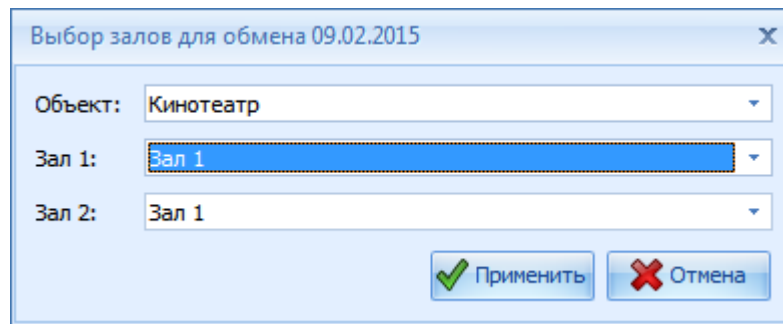 Выбор залов для обмена 09.02.2015
Объект: Кинотеатр
Зал 1: Зал 1
Зал 2: Зал 1
Применить Отмена